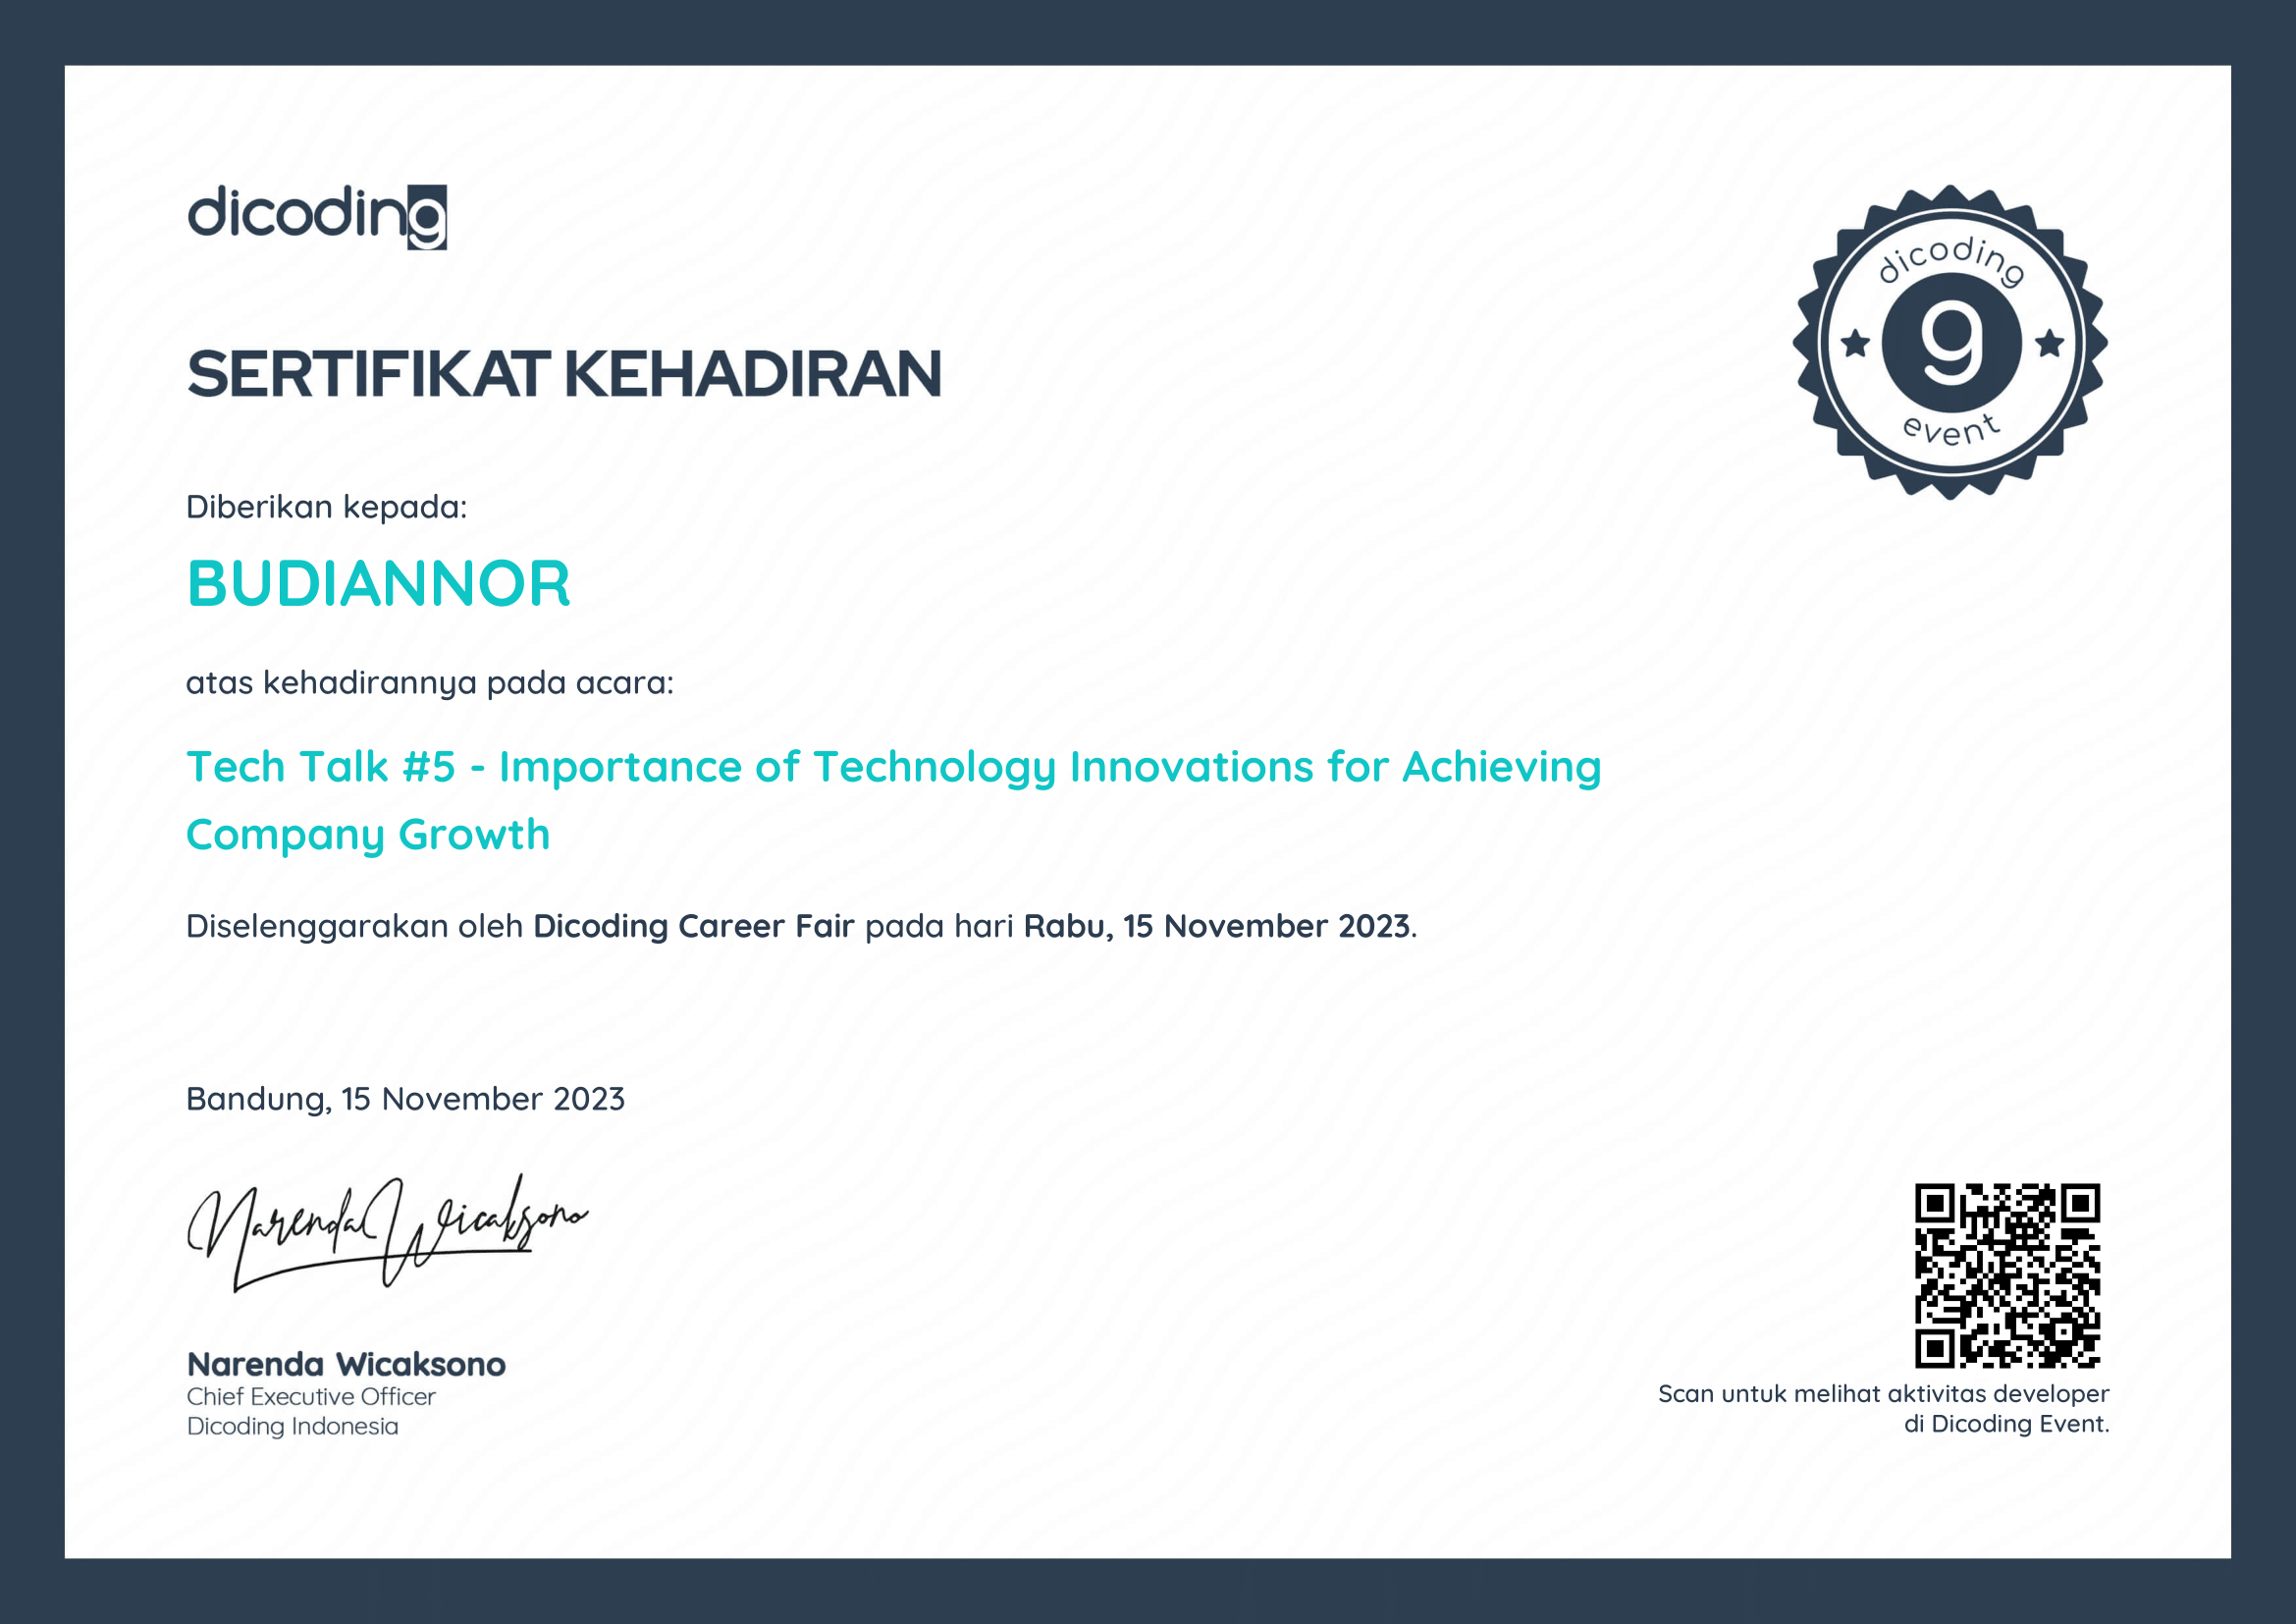 dicoding
SERTIFIKAT KEHADIRAN
dicoding
g
event
Diberikan kepada:
BUDIANNOR
atas kehadirannya pada acara:
Tech Talk #5 - Importance of Technology Innovations for Achieving
Company Growth
Diselenggarakan oleh Dicoding Career Fair pada hari Rabu, 15 November 2023.
Bandung, 15 November 2023
Narenda Wicaksono
Narenda Wicaksono
Chief Executive Officer
Dicoding Indonesia
Scan untuk melihat aktivitas developer
di Dicoding Event.